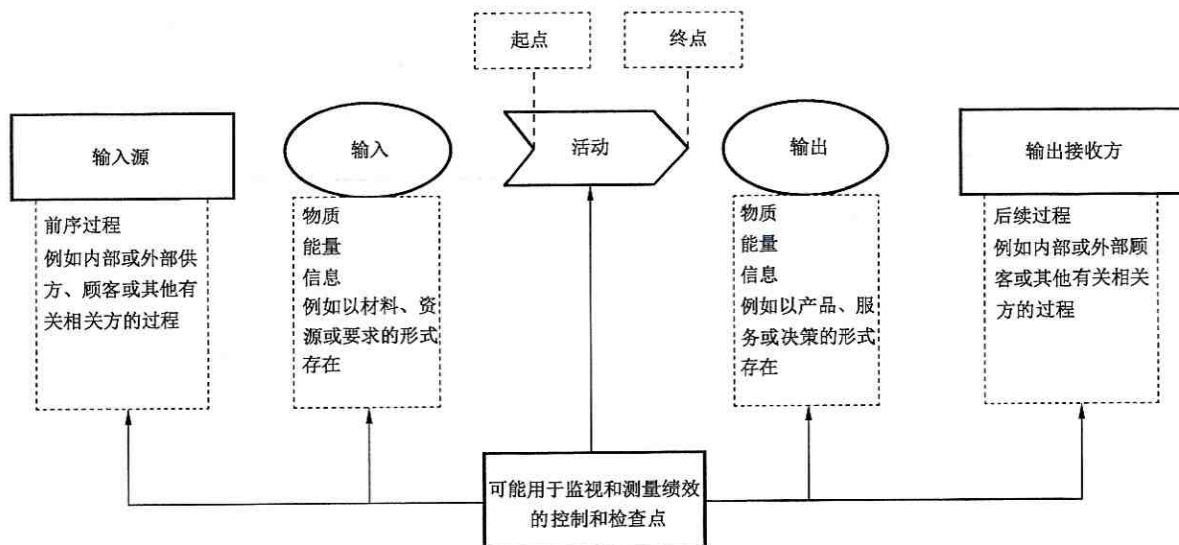 起点
终点
输入源
输入
活动
输出
输出接收方
前序过程
例如内部或外部供
方、顾客或其他有
关相关方的过程
物质
能量
信息
例如以材料、资
源或要求的形式
存在
物质
能量
信息
例如以产品、服
务或决策的形式
存在
后续过程
例如内部或外部顾
客或其他有关相关
方的过程
可能用于监视和测量绩效
的控制和检查点